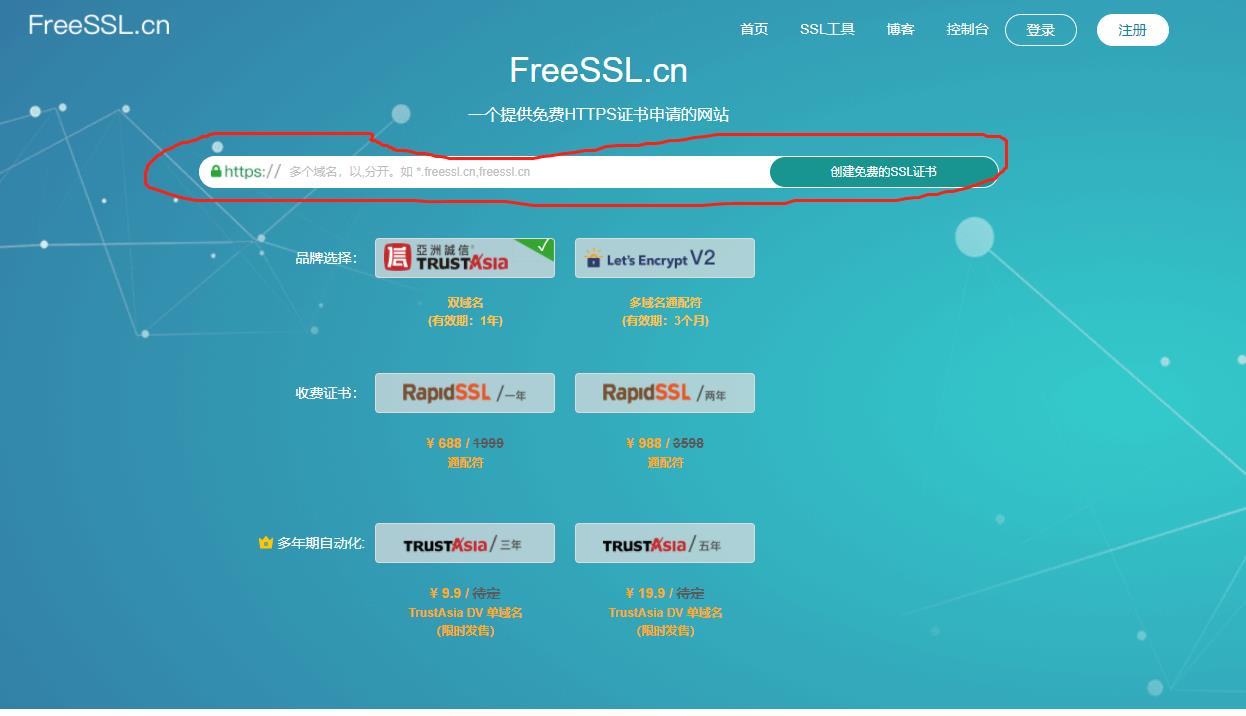 FreeSSL.cn
首页 SSL工具 博客 控制台 登录 注册
FreeSSL.cn
一个提供免费HTTPS证书申请的网站
https:// 多个域名，以,分开。如 *.freessl.cn,freessl.cn 创建免费的SSL证书
品牌选择： 信 亞洲誠信 TRUSTAsia Let's Encrypt V2
双域名 多域名通配符
(有效期：1年) (有效期：3个月)
收费证书： RapidSSL /一年 RapidSSL /两年
¥ 688 / 1999 ¥ 988 / 3598
通配符 通配符
多年期自动化: TRUSTAsia/三年 TRUSTAsia/五年
¥ 9.9 / 待定 ¥ 19.9 / 待定
TrustAsia DV 单域名 TrustAsia DV 单域名
(限时发售) (限时发售)